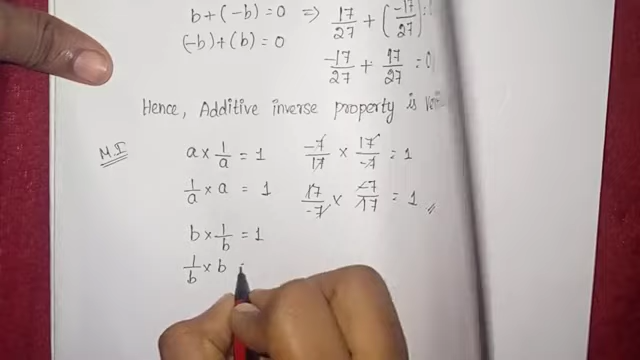 b + (-b) = 0 ⇒ 17/27 + (-17/27)
(-b) + (b) = 0 -17/27 + 17/27 = 0
Hence, Additive inverse property is
M.I a × 1/a = 1 -7/17 × 17/-7 = 1
1/a × a = 1 17/-7 × -7/17 = 1 //
b × 1/b = 1
1/b × b =